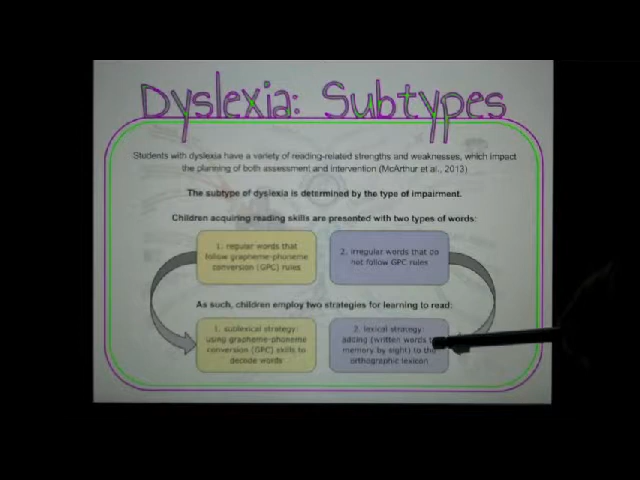 Dyslexia: Subtypes
Students with dyslexia have a variety of reading-related strengths and weaknesses, which impact
the planning of both assessment and intervention (McArthur et al., 2013)
The subtype of dyslexia is determined by the type of impairment.
Children acquiring reading skills are presented with two types of words:
1. regular words that
follow grapheme-phoneme
conversion (GPC) rules
2. irregular words that do
not follow GPC rules
As such, children employ two strategies for learning to read:
1. sublexical strategy:
using grapheme-phoneme
conversion (GPC) skills to
decode words
2. lexical strategy:
adding (written words
memory by sight) to the
orthographic lexicon